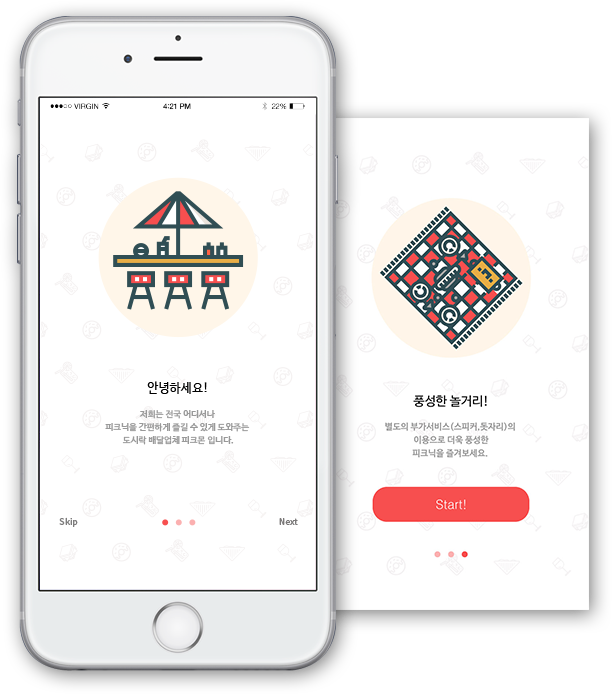 VIRGIN
4:21 PM
22%
안녕하세요!
저희는 전국 어디서나
피크닉을 간편하게 즐길 수 있게 도와주는
도시락 배달업체 피크몬 입니다.
Skip
Next
풍성한 놀거리!
별도의 부가서비스(스피커,돗자리)의
이용으로 더욱 풍성한
피크닉을 즐겨보세요.
Start!